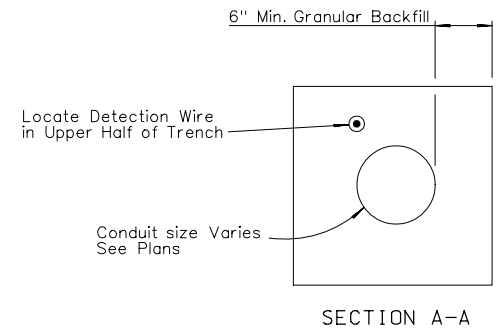 6" Min. Granular Backfill
Locate Detection Wire
in Upper Half of Trench
Conduit size Varies
See Plans
SECTION A-A